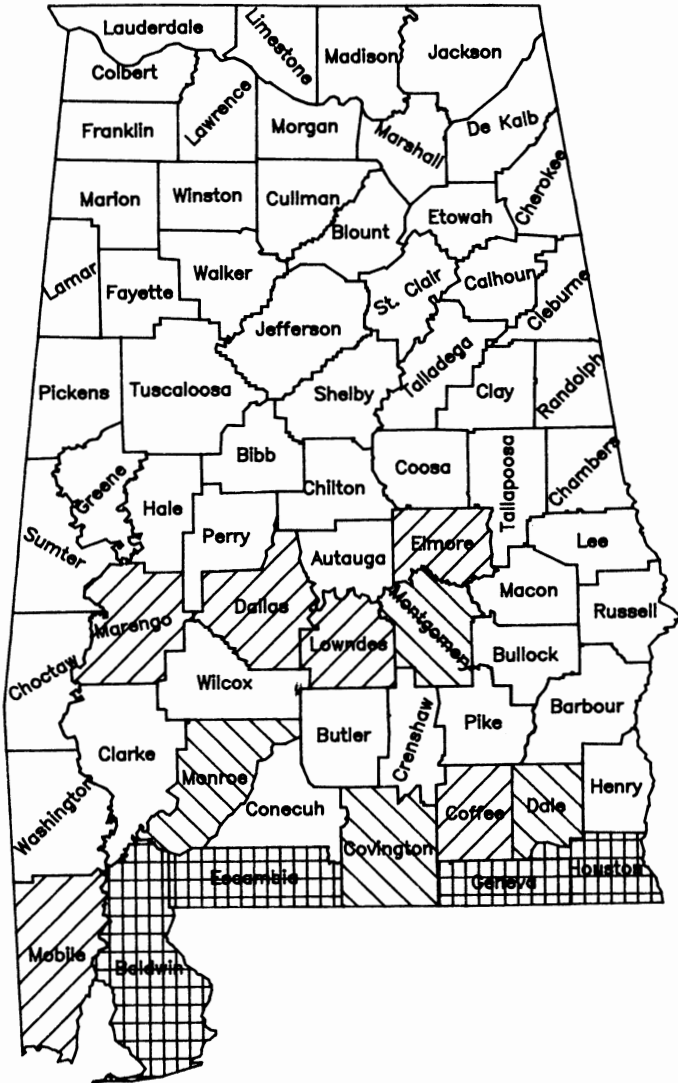 Lauderdale
Limestone
Madison
Jackson
Colbert
Lawrence
Franklin
Morgan
Marshall
De Kalb
Cherokee
Marion
Winston
Cullman
Blount
Etowah
Lamar
Fayette
Walker
Jefferson
St. Clair
Calhoun
Cleburne
Pickens
Tuscaloosa
Shelby
Talladega
Clay
Randolph
Greene
Hale
Bibb
Chilton
Coosa
Tallapoosa
Chambers
Sumter
Perry
Autauga
Elmore
Lee
Marengo
Dallas
Lowndes
Montgomery
Macon
Russell
Choctaw
Wilcox
Bullock
Clarke
Butler
Crenshaw
Pike
Barbour
Washington
Monroe
Conecuh
Covington
Coffee
Dale
Henry
Escambia
Geneva
Houston
Mobile
Baldwin